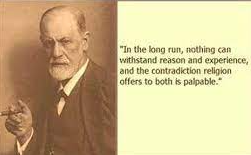 "In the long run, nothing can
withstand reason and experience,
and the contradiction religion
offers to both is palpable."